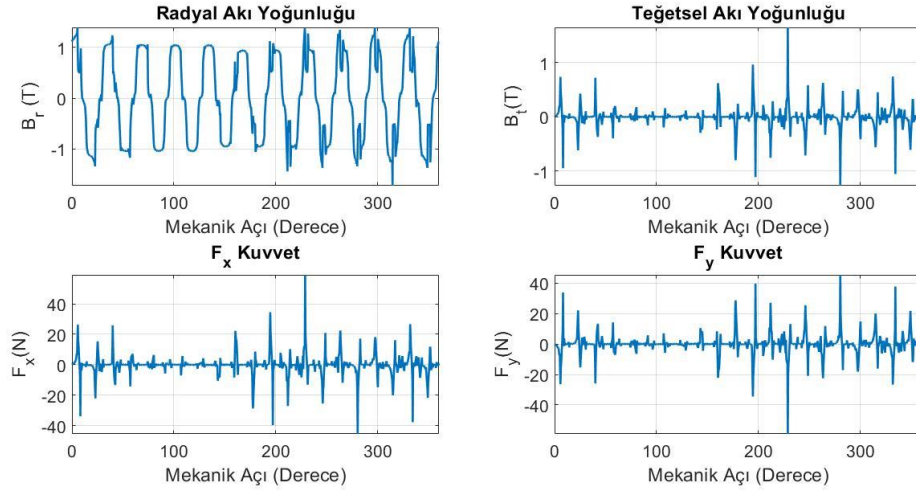 Radyal Akı Yoğunluğu
B_r (T)
1
0
-1
0 100 200 300
Mekanik Açı (Derece)
Teğetsel Akı Yoğunluğu
B_t(T)
1
0
-1
0 100 200 300
Mekanik Açı (Derece)
F_x Kuvvet
F_x(N)
40
20
0
-20
-40
0 100 200 300
Mekanik Açı (Derece)
F_y Kuvvet
F_y(N)
40
20
0
-20
-40
0 100 200 300
Mekanik Açı (Derece)